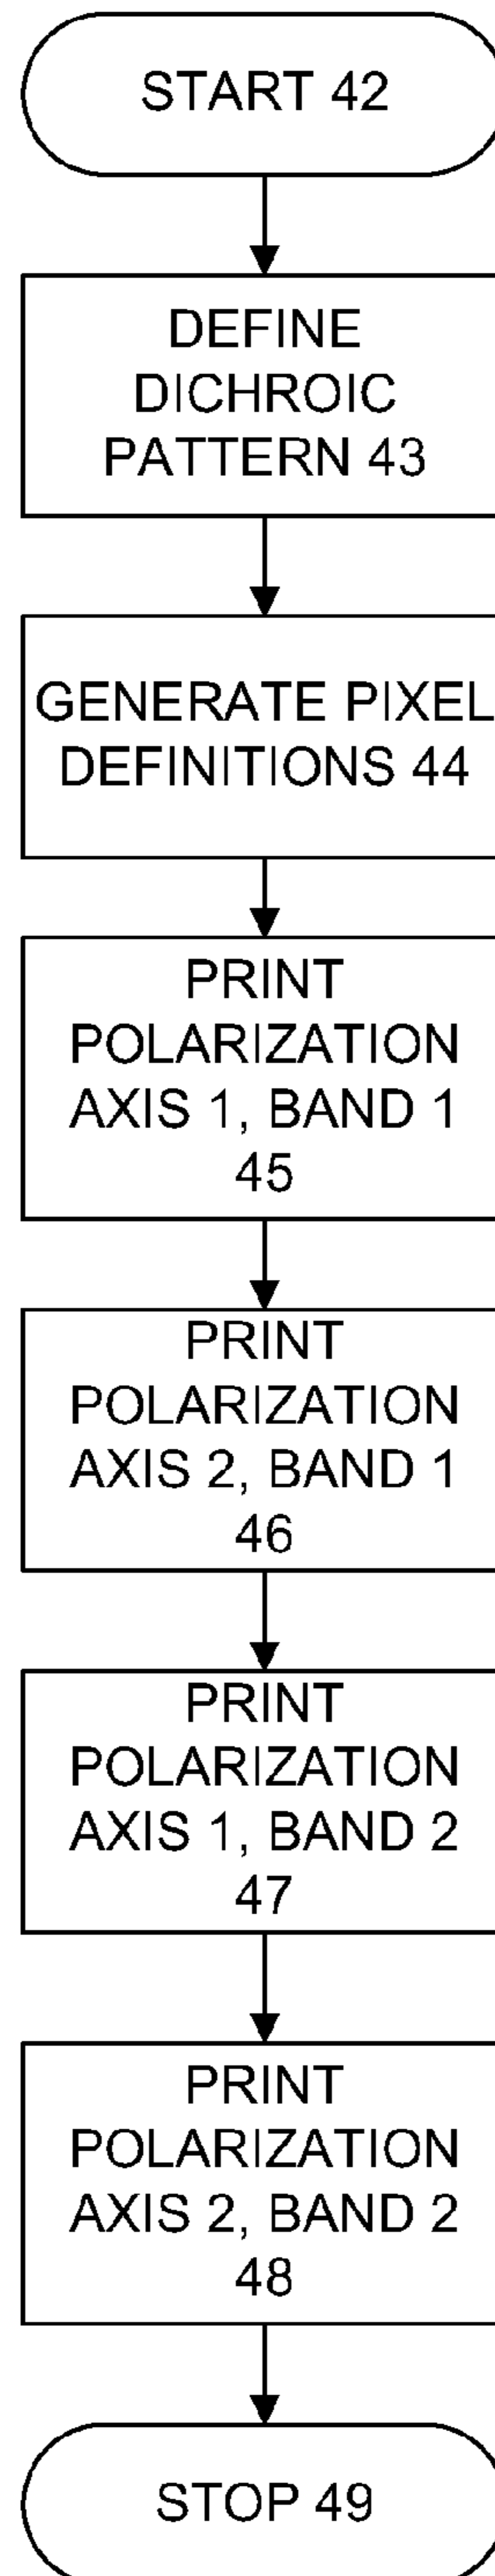 START 42
DEFINE
DICHROIC
PATTERN 43
GENERATE PIXEL
DEFINITIONS 44
PRINT
POLARIZATION
AXIS 1, BAND 1
45
PRINT
POLARIZATION
AXIS 2, BAND 1
46
PRINT
POLARIZATION
AXIS 1, BAND 2
47
PRINT
POLARIZATION
AXIS 2, BAND 2
48
STOP 49